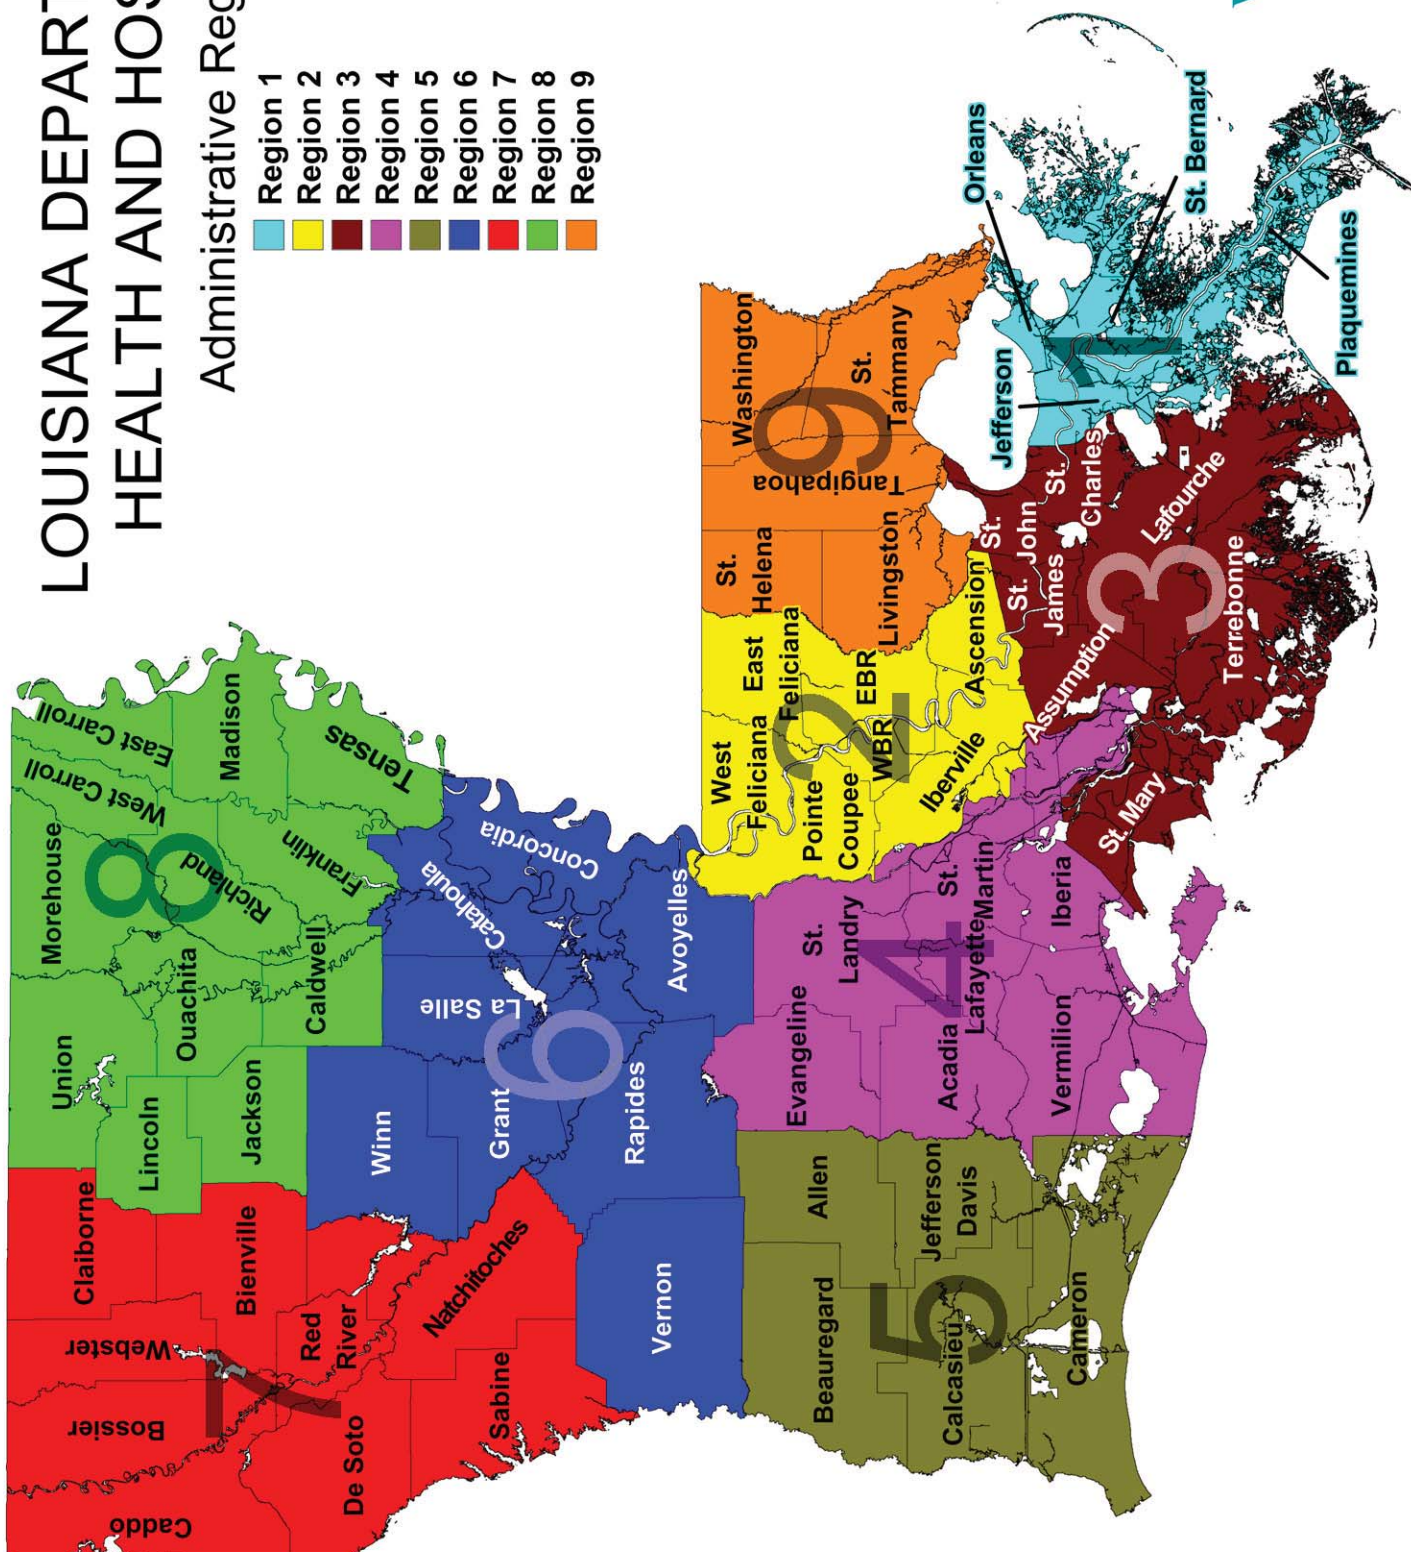 LOUISIANA DEPART
HEALTH AND HOS
Administrative Reg
Region 1
Region 2
Region 3
Region 4
Region 5
Region 6
Region 7
Region 8
Region 9
Caddo
Bossier
Webster
Claiborne
Bienville
Red
River
De Soto
Natchitoches
Sabine
7
Union
Morehouse
West Carroll
East Carroll
Lincoln
Ouachita
Richland
Madison
Jackson
Caldwell
Franklin
Tensas
8
Winn
Grant
La Salle
Catahoula
Concordia
Vernon
Rapides
Avoyelles
6
Beauregard
Allen
Calcasieu
Jefferson
Davis
Cameron
5
Evangeline
St.
Landry
Acadia
Lafayette
St.
Martin
Vermilion
Iberia
4
West
Feliciana
East
Feliciana
Pointe
Coupee
WBR
EBR
Iberville
Ascension
2
St.
Helena
Tangipahoa
Washington
Livingston
St.
Tammany
9
St.
John
St.
James
St.
Charles
Assumption
Lafourche
Terrebonne
St. Mary
3
Jefferson
Orleans
St. Bernard
Plaquemines
1